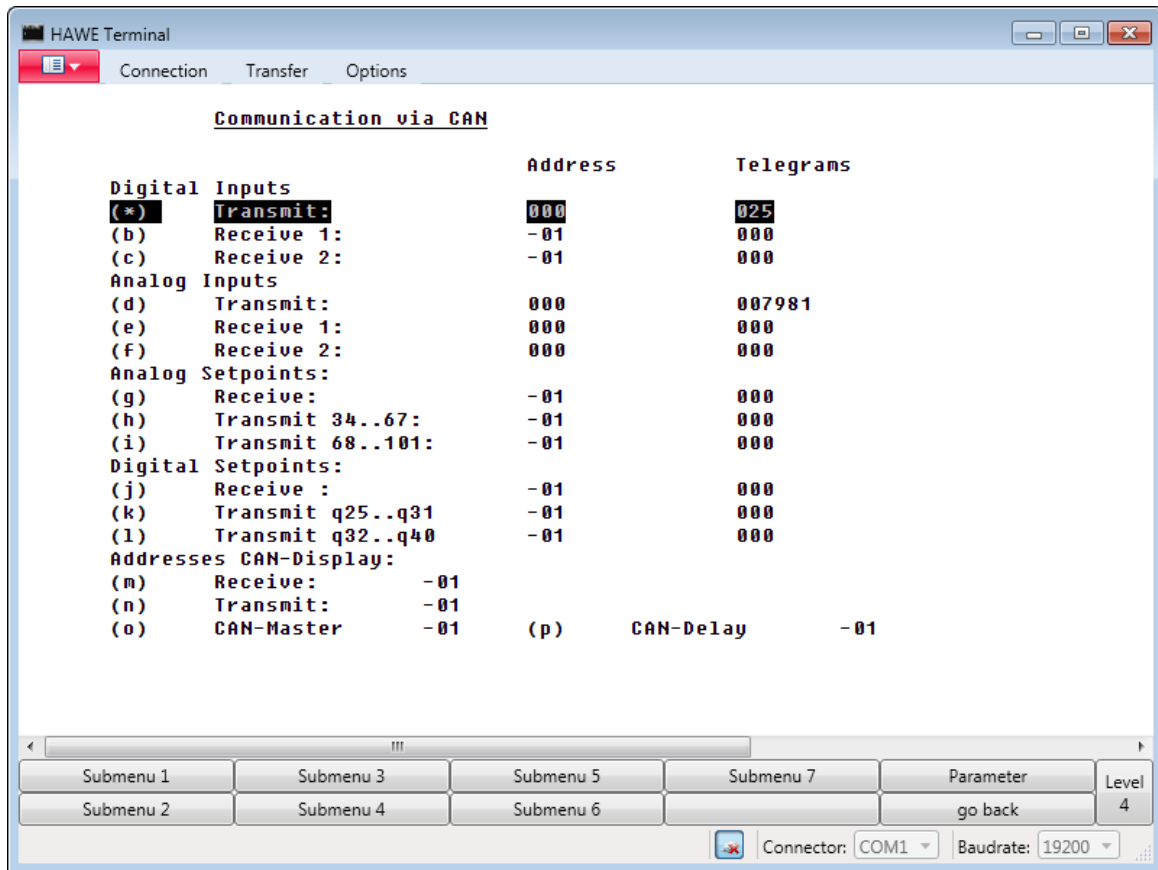 HAWE Terminal
Connection Transfer Options
Communication via CAN
Address Telegrams
Digital Inputs
(*) Transmit: 000 025
(b) Receive 1: -01 000
(c) Receive 2: -01 000
Analog Inputs
(d) Transmit: 000 007981
(e) Receive 1: 000 000
(f) Receive 2: 000 000
Analog Setpoints:
(g) Receive: -01 000
(h) Transmit 34..67: -01 000
(i) Transmit 68..101: -01 000
Digital Setpoints:
(j) Receive : -01 000
(k) Transmit q25..q31 -01 000
(l) Transmit q32..q40 -01 000
Addresses CAN-Display:
(m) Receive: -01
(n) Transmit: -01
(o) CAN-Master -01 (p) CAN-Delay -01
Submenu 1 Submenu 3 Submenu 5 Submenu 7 Parameter Level
Submenu 2 Submenu 4 Submenu 6 go back 4
Connector: COM1 Baudrate: 19200